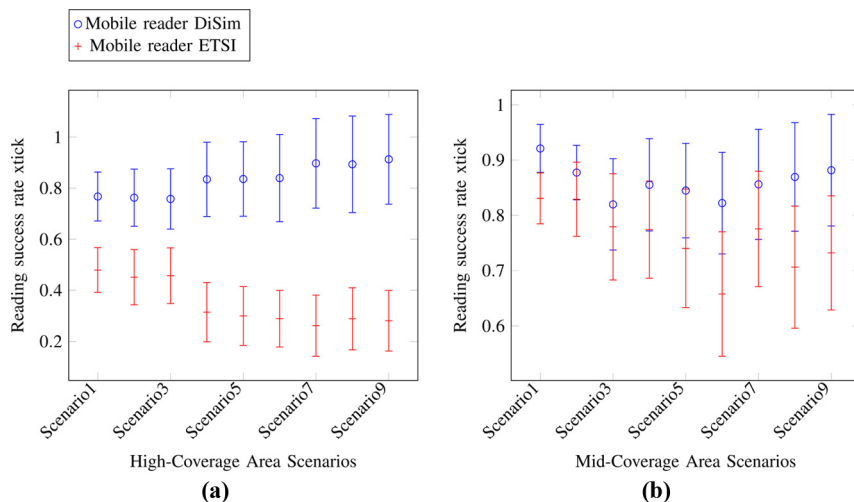 Mobile reader DiSim
Mobile reader ETSI
Reading success rate xtick
1
0.8
0.6
0.4
0.2
Scenario1
Scenario3
Scenario5
Scenario7
Scenario9
High-Coverage Area Scenarios
(a)
Reading success rate xtick
1
0.9
0.8
0.7
0.6
Scenario1
Scenario3
Scenario5
Scenario7
Scenario9
Mid-Coverage Area Scenarios
(b)